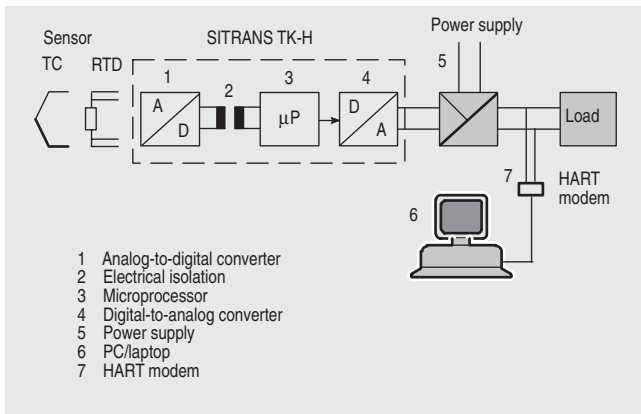 Sensor
SITRANS TK-H
Power supply
TC
RTD
1
2
3
4
5
A
D
μP
D
A
Load
7
HART
modem
6
1 Analog-to-digital converter
2 Electrical isolation
3 Microprocessor
4 Digital-to-analog converter
5 Power supply
6 PC/laptop
7 HART modem